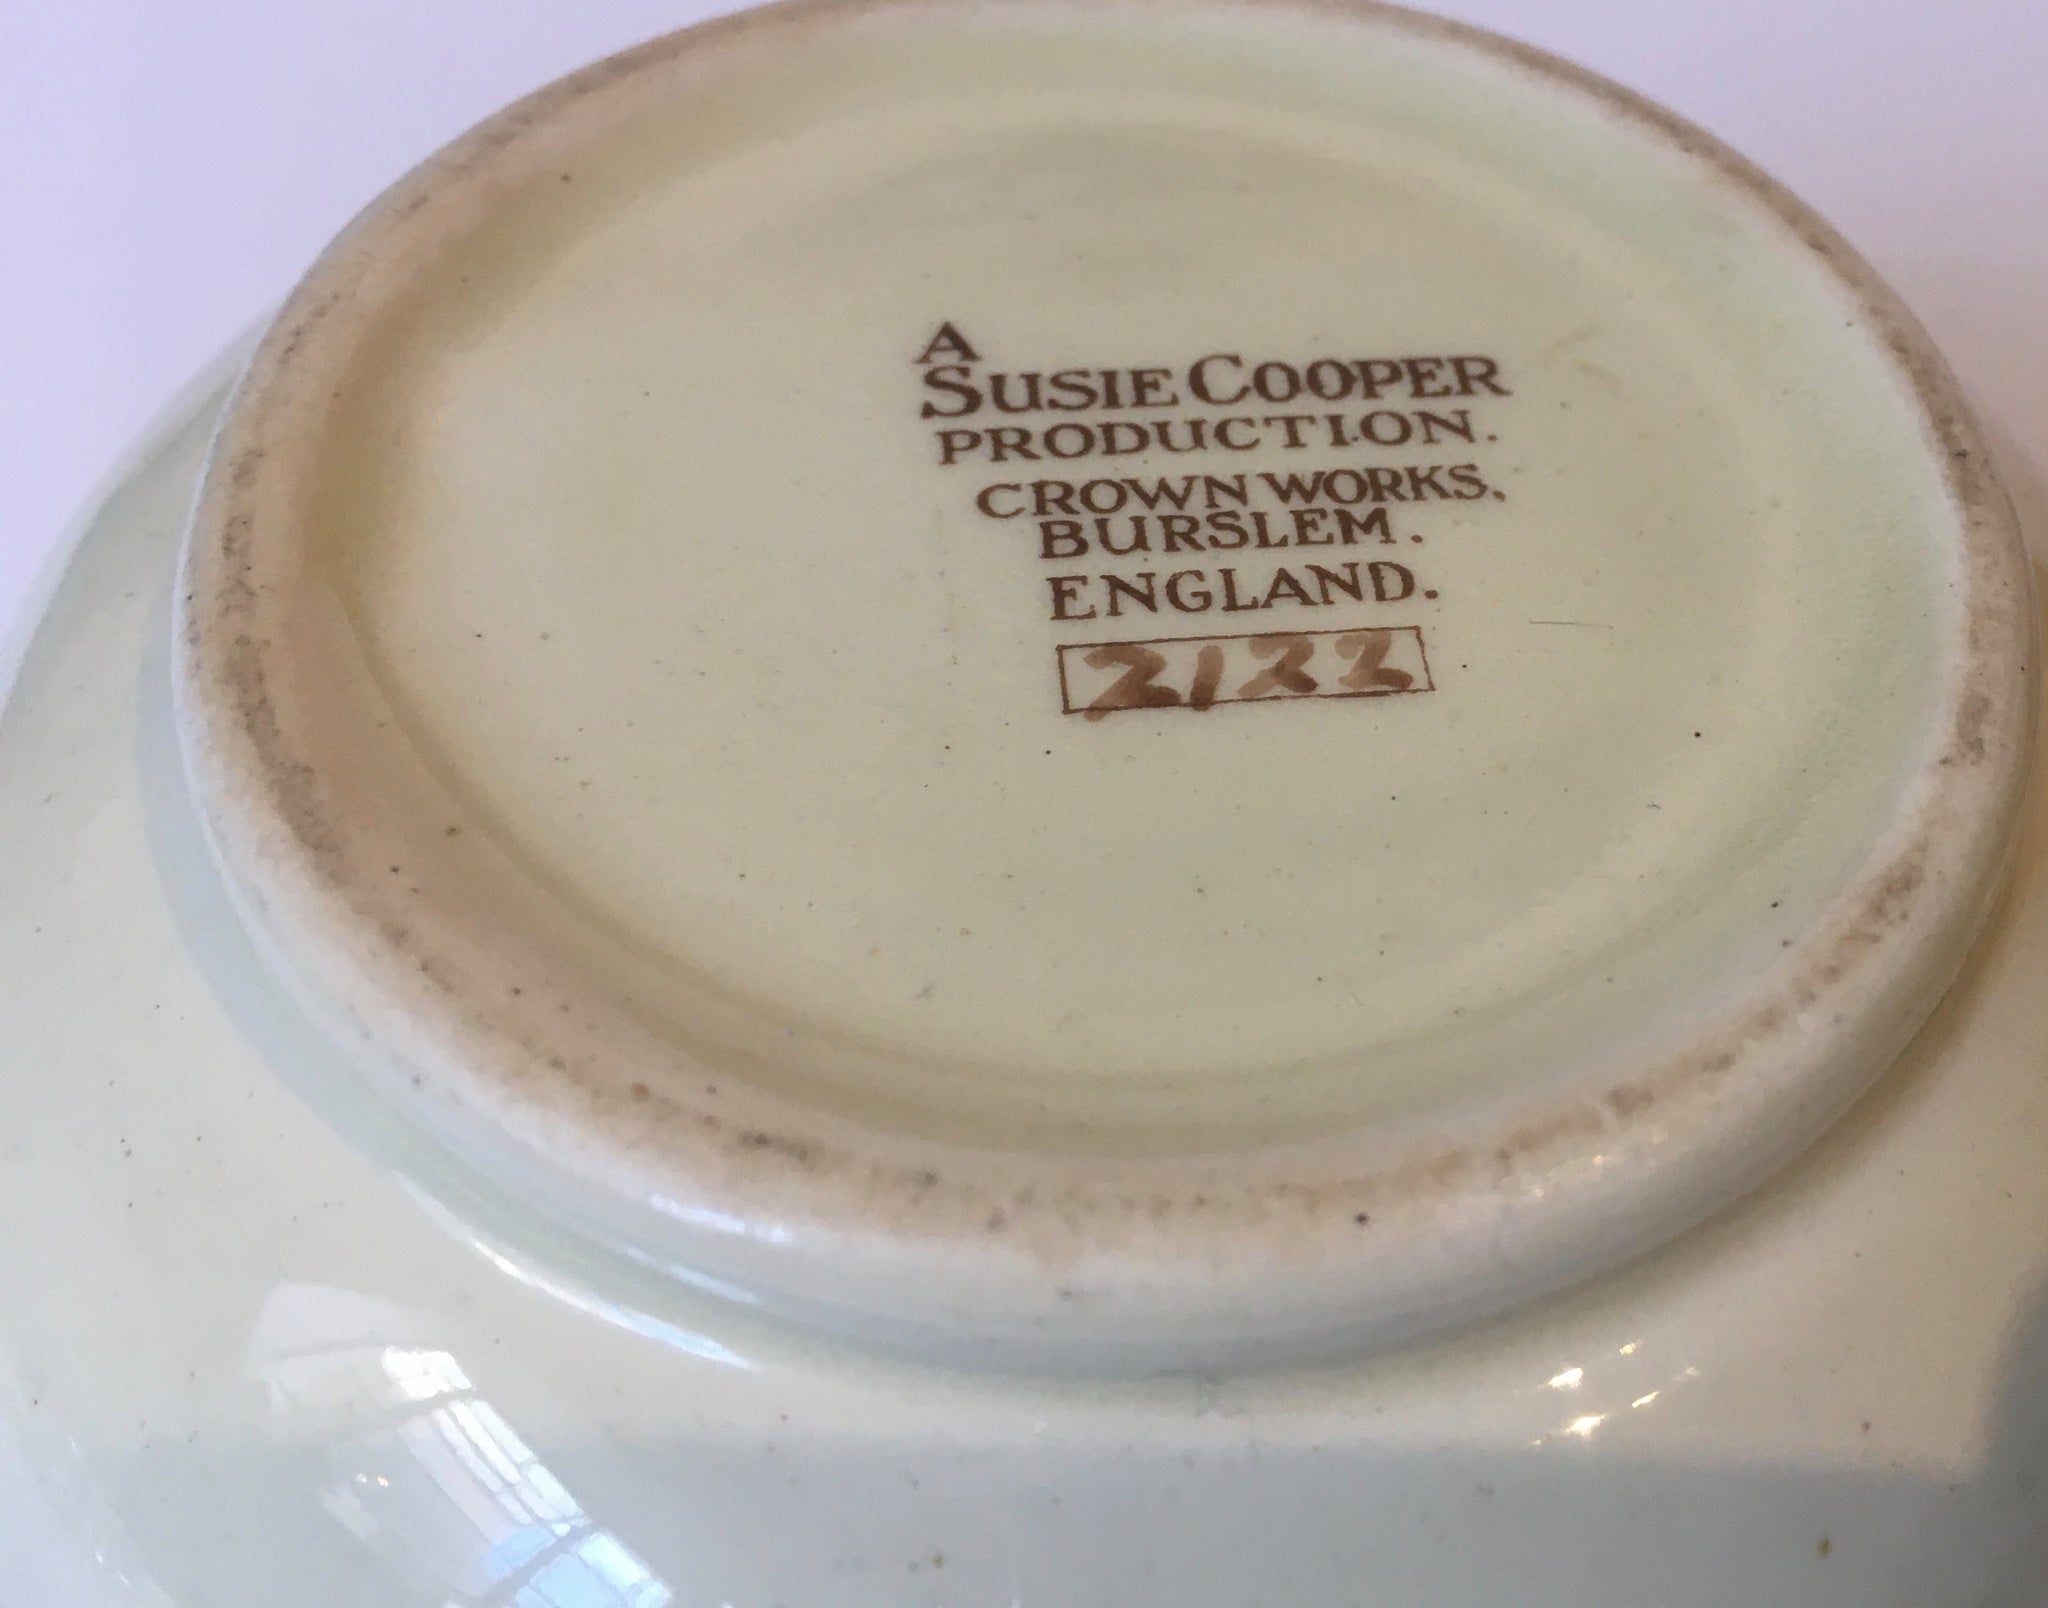 A
SUSIE COOPER
PRODUCTION.
CROWN WORKS,
BURSLEM.
ENGLAND.
2122